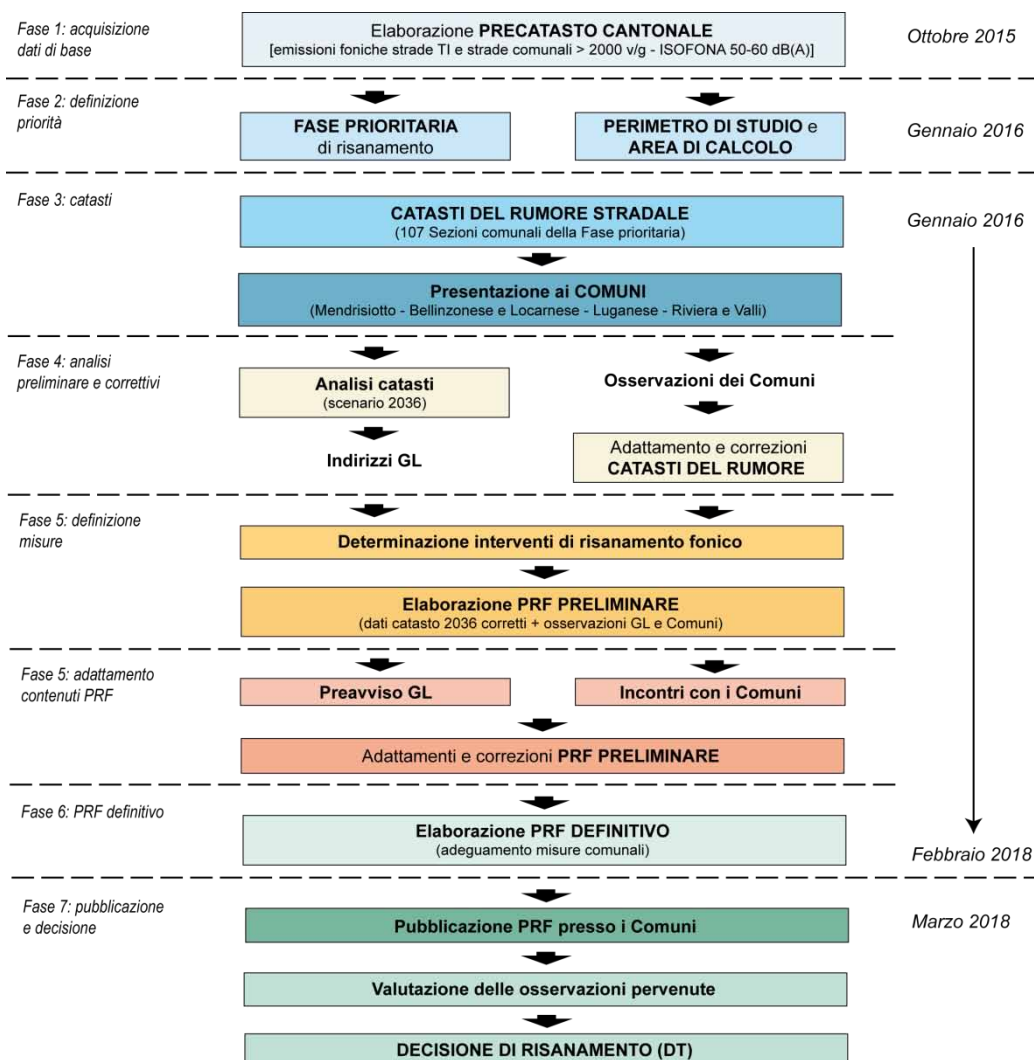 Fase 1: acquisizione
dati di base
Elaborazione PRECATASTO CANTONALE
[emissioni foniche strade TI e strade comunali > 2000 v/g - ISOFONA 50-60 dB(A)]
Ottobre 2015
Fase 2: definizione
priorità
FASE PRIORITARIA
di risanamento
PERIMETRO DI STUDIO e
AREA DI CALCOLO
Gennaio 2016
Fase 3: catasti
CATASTI DEL RUMORE STRADALE
(107 Sezioni comunali della Fase prioritaria)
Gennaio 2016
Presentazione ai COMUNI
(Mendrisiotto - Bellinzonese e Locarnese - Luganese - Riviera e Valli)
Fase 4: analisi
preliminare e correttivi
Analisi catasti
(scenario 2036)
Osservazioni dei Comuni
Indirizzi GL
Adattamento e correzioni
CATASTI DEL RUMORE
Fase 5: definizione
misure
Determinazione interventi di risanamento fonico
Elaborazione PRF PRELIMINARE
(dati catasto 2036 corretti + osservazioni GL e Comuni)
Fase 5: adattamento
contenuti PRF
Preavviso GL
Incontri con i Comuni
Adattamenti e correzioni PRF PRELIMINARE
Fase 6: PRF definitivo
Elaborazione PRF DEFINITIVO
(adeguamento misure comunali)
Febbraio 2018
Fase 7: pubblicazione
e decisione
Pubblicazione PRF presso i Comuni
Marzo 2018
Valutazione delle osservazioni pervenute
DECISIONE DI RISANAMENTO (DT)